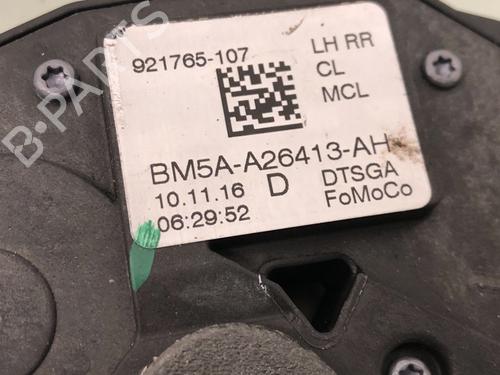 921765-107
LH RR
CL
MCL
BM5A-A26413-AH
10.11.16 D DTSGA
06:29:52 FoMoCo
B-PARTS